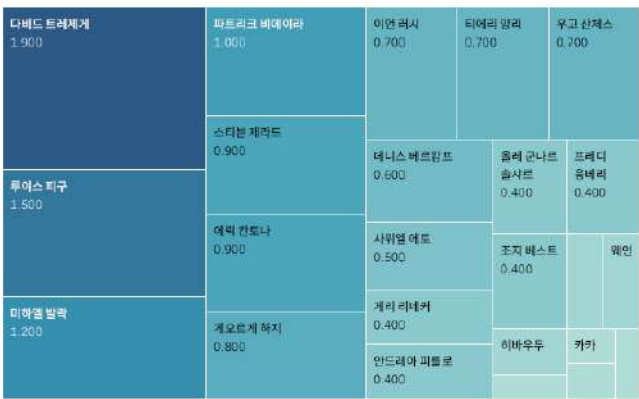 다비드 트레제게
1.900
루이스 피구
1.500
미하엘 발락
1.200
파트리크 비에이라
1.000
스티븐 제라드
0.900
에릭 칸토나
0.900
게오르게 하지
0.800
이언 러시
0.700
티에리 앙리
0.700
우고 산체스
0.700
데니스 베르캄프
0.600
사뮈엘 에토
0.500
게리 리네커
0.400
안드레아 피를로
0.400
올레 군나르
솔샤르
0.400
프레디
융베리
0.400
조지 베스트
0.400
웨인
히바우두
카카